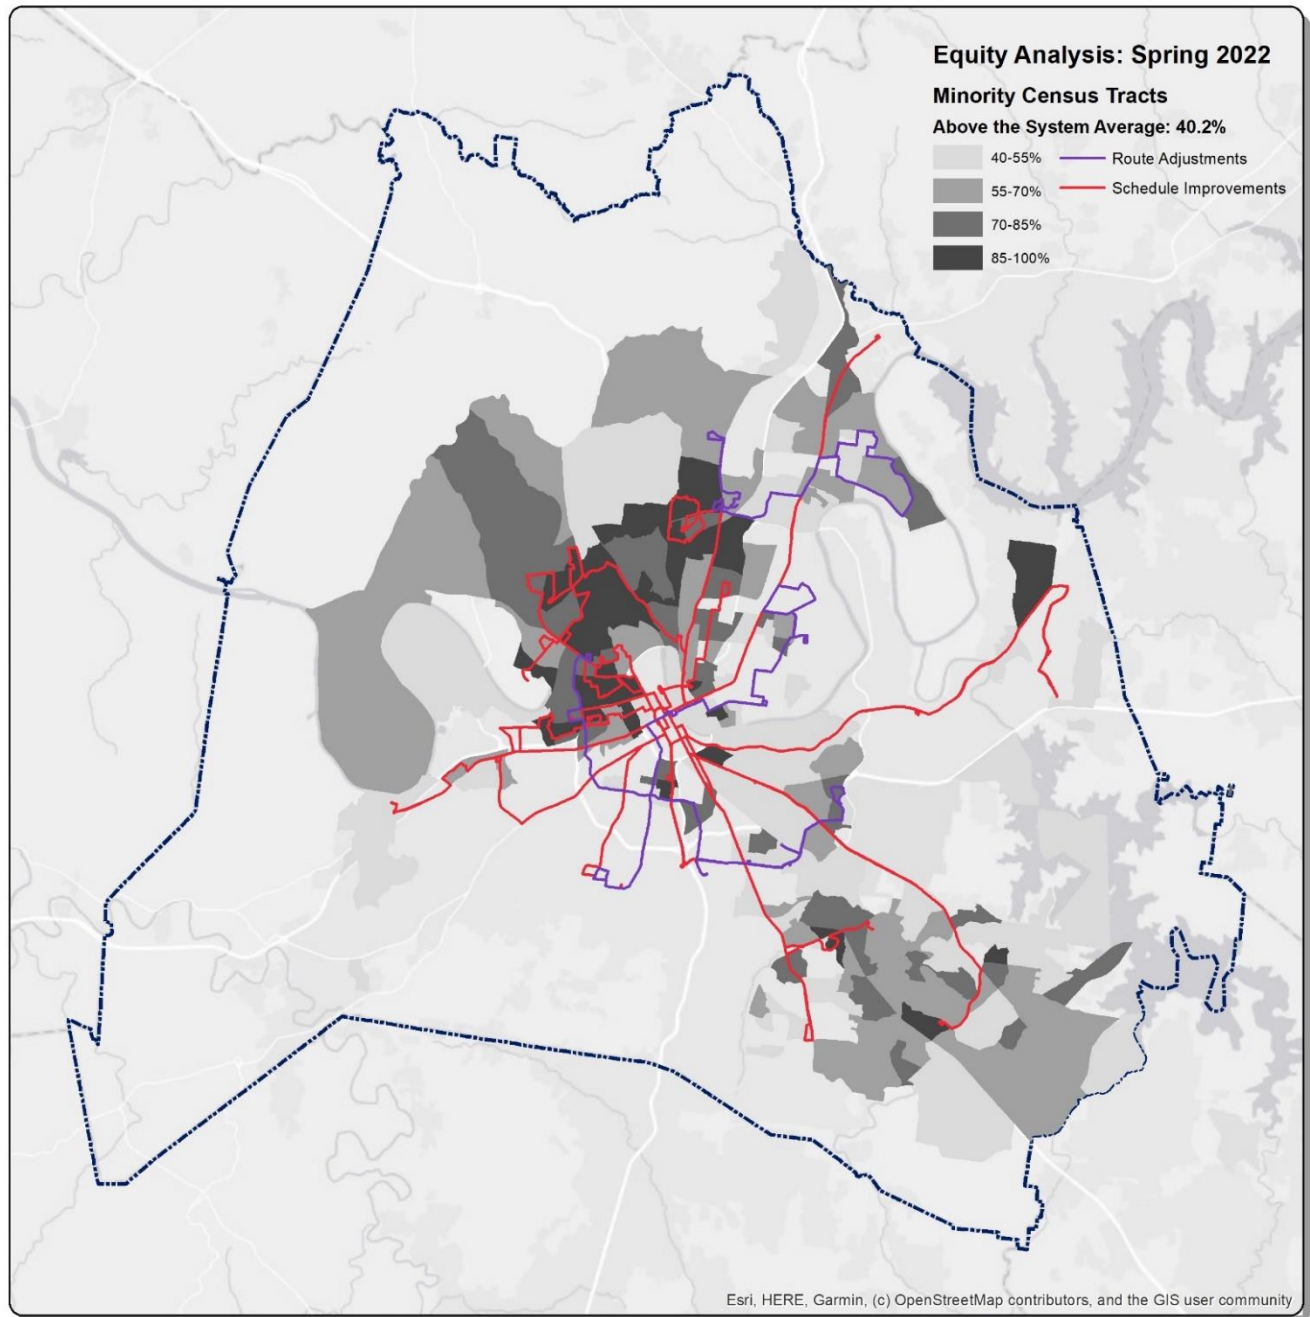 Equity Analysis: Spring 2022
Minority Census Tracts
Above the System Average: 40.2%
40-55%
Route Adjustments
55-70%
Schedule Improvements
70-85%
85-100%
Esri, HERE, Garmin, (c) OpenStreetMap contributors, and the GIS user community